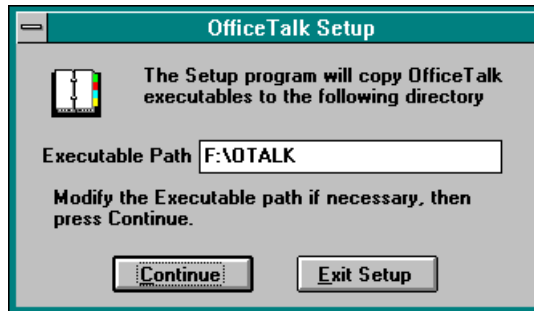 OfficeTalk Setup
The Setup program will copy OfficeTalk
executables to the following directory
Executable Path F:\OTALK
Modify the Executable path if necessary, then
press Continue.
Continue Exit Setup